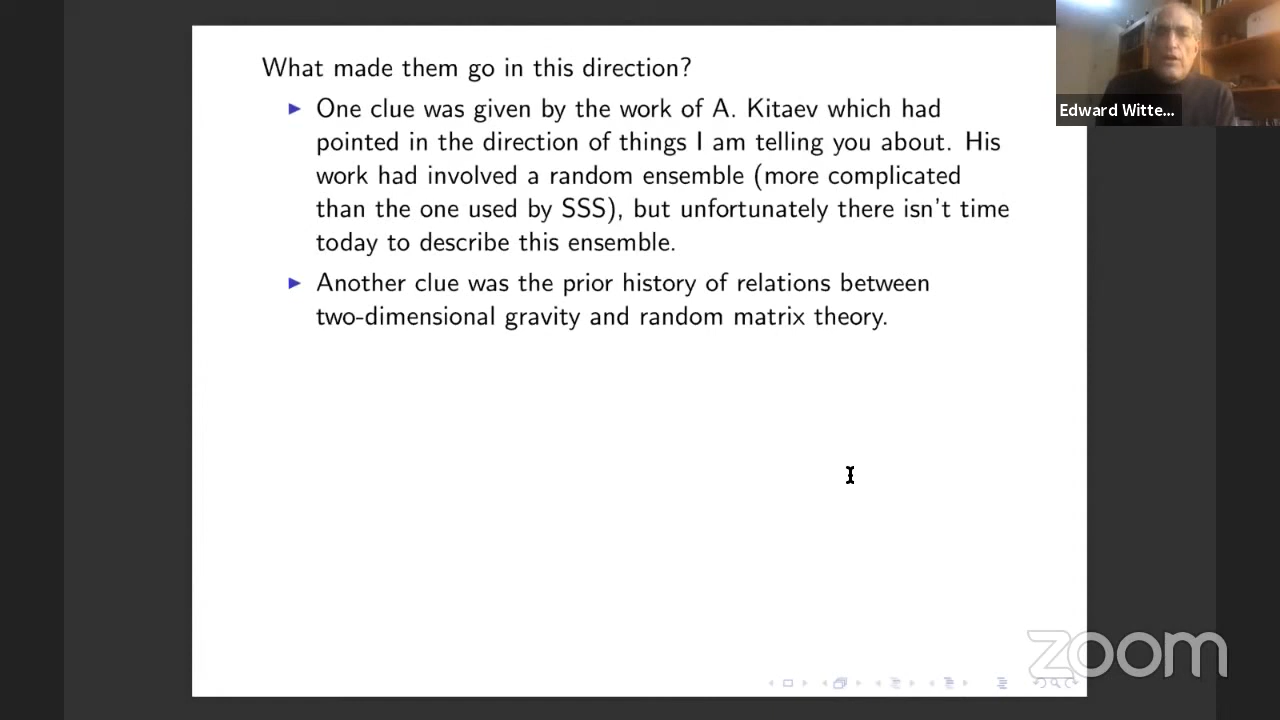 What made them go in this direction?
▶ One clue was given by the work of A. Kitaev which had
pointed in the direction of things I am telling you about. His
work had involved a random ensemble (more complicated
than the one used by SSS), but unfortunately there isn't time
today to describe this ensemble.
▶ Another clue was the prior history of relations between
two-dimensional gravity and random matrix theory.
Edward Witte...
zoom